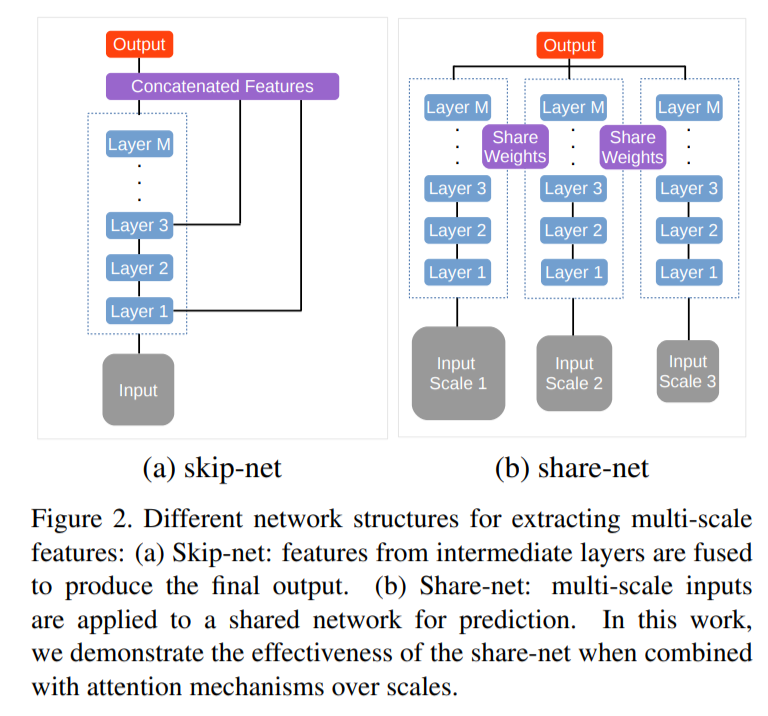 Output
Concatenated Features
Layer M
Layer 3
Layer 2
Layer 1
Input
(a) skip-net
Output
Layer M
Layer M
Layer M
Share
Weights
Share
Weights
Layer 3
Layer 3
Layer 3
Layer 2
Layer 2
Layer 2
Layer 1
Layer 1
Layer 1
Input
Scale 1
Input
Scale 2
Input
Scale 3
(b) share-net
Figure 2. Different network structures for extracting multi-scale
features: (a) Skip-net: features from intermediate layers are fused
to produce the final output. (b) Share-net: multi-scale inputs
are applied to a shared network for prediction. In this work,
we demonstrate the effectiveness of the share-net when combined
with attention mechanisms over scales.